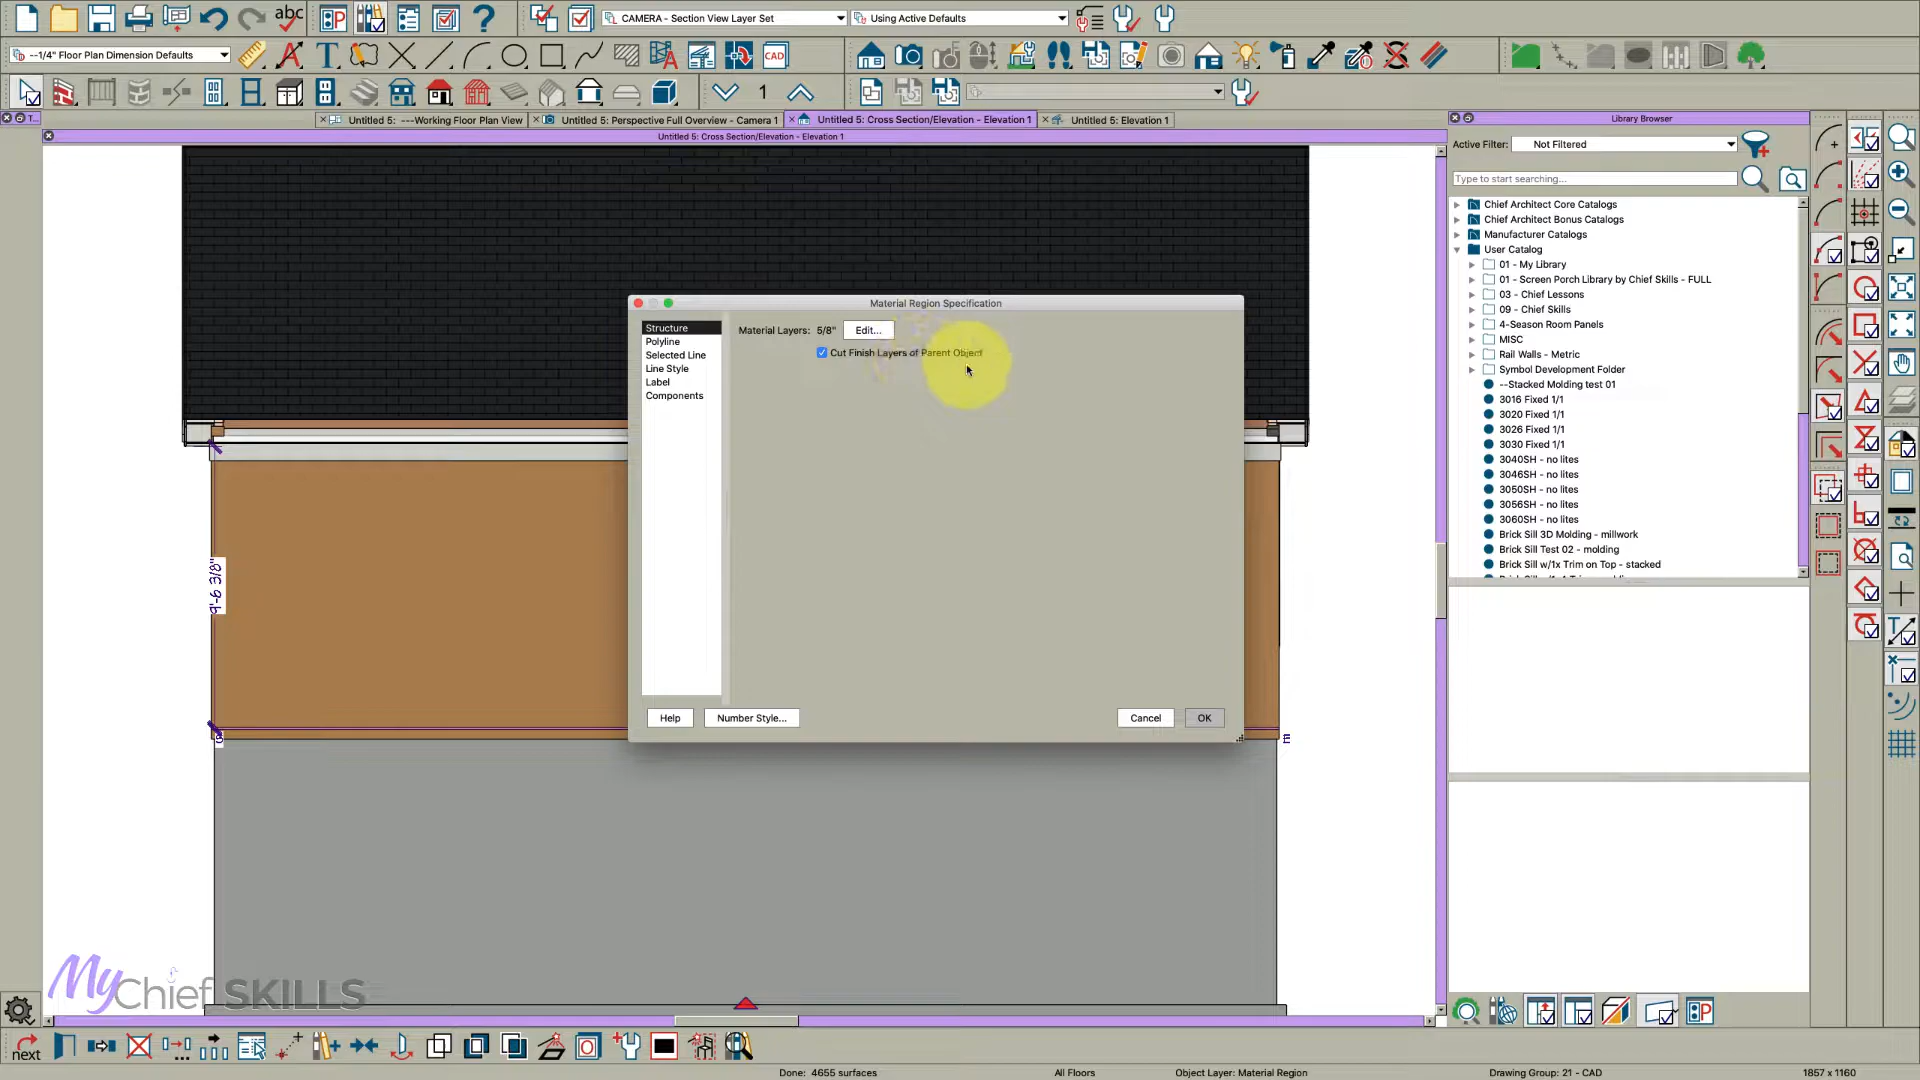 CAMERA - Section View Layer Set
Using Active Defaults
--1/4" Floor Plan Dimension Defaults
abc
CAD
1
Untitled 5: ---Working Floor Plan View
Untitled 5: Perspective Full Overview - Camera 1
Untitled 5: Cross Section/Elevation - Elevation 1
Untitled 5: Elevation 1
Untitled 5: Cross Section/Elevation - Elevation 1
Library Browser
Active Filter:
Not Filtered
Type to start searching...
Chief Architect Core Catalogs
Chief Architect Bonus Catalogs
Manufacturer Catalogs
User Catalog
01 - My Library
01 - Screen Porch Library by Chief Skills - FULL
03 - Chief Lessons
09 - Chief Skills
4-Season Room Panels
MISC
Rail Walls - Metric
Symbol Development Folder
--Stacked Molding test 01
3016 Fixed 1/1
3020 Fixed 1/1
3026 Fixed 1/1
3030 Fixed 1/1
3040SH - no lites
3046SH - no lites
3050SH - no lites
3056SH - no lites
3060SH - no lites
Brick Sill 3D Molding - millwork
Brick Sill Test 02 - molding
Brick Sill w/1x Trim on Top - stacked
Material Region Specification
Structure
Polyline
Selected Line
Line Style
Label
Components
Material Layers: 5/8"
Edit...
Cut Finish Layers of Parent Object
Help
Number Style...
Cancel
OK
9'-6 3/8"
My Chief SKILLS
next
Done: 4655 surfaces
All Floors
Object Layer: Material Region
Drawing Group: 21 - CAD
1857 x 1160